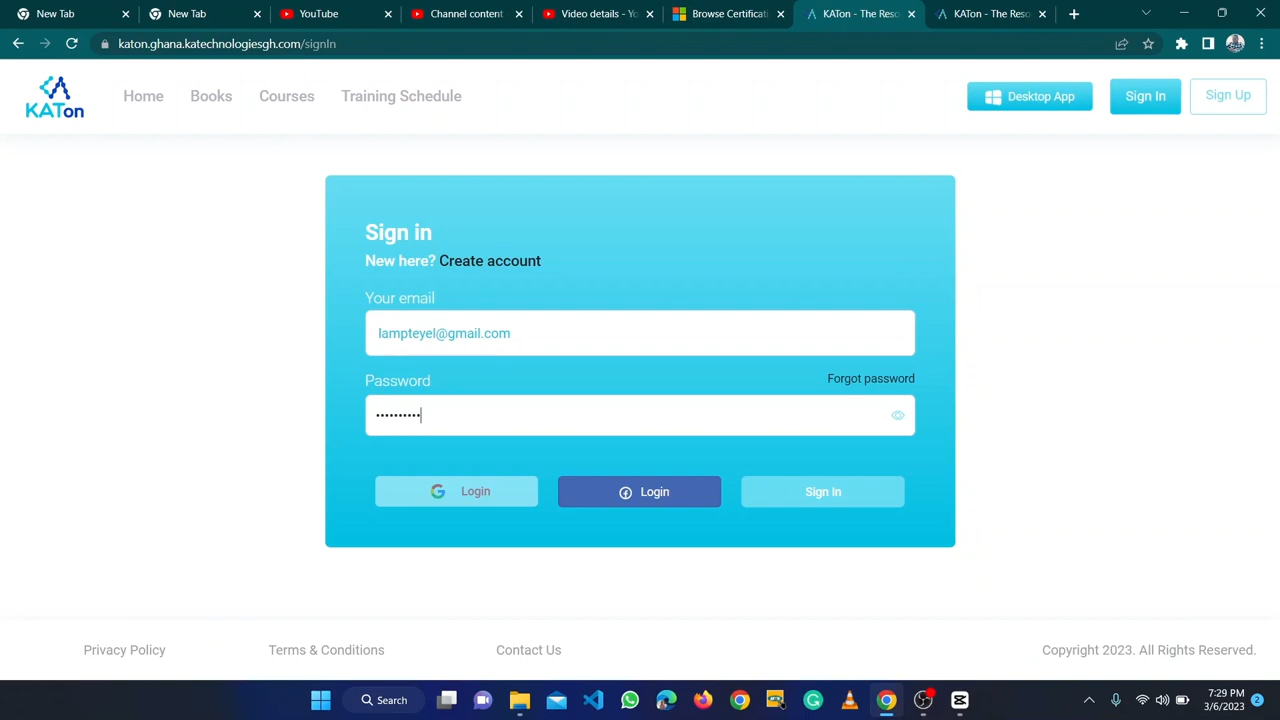 New Tab
New Tab
YouTube
Channel content
Video details - Yo
Browse Certificati
KATon - The Reso
KATon - The Reso
katon.ghana.katechnologiesgh.com/signIn
KATon
Home
Books
Courses
Training Schedule
Desktop App
Sign In
Sign Up
Sign in
New here? Create account
Your email
lampteyel@gmail.com
Password
Forgot password
••••••••••
Login
Login
Sign In
Privacy Policy
Terms & Conditions
Contact Us
Copyright 2023. All Rights Reserved.
Search
7:29 PM
3/6/2023
2